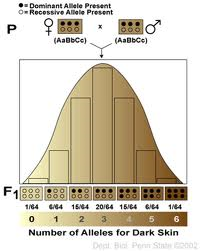 ● = Dominant Allele Present
○ = Recessive Allele Present
P ♀ x ♂
(AaBbCc) (AaBbCc)
F1
1/64 6/64 15/64 20/64 15/64 6/64 1/64
0 1 2 3 4 5 6
Number of Alleles for Dark Skin
Dept. Biol. Penn State ©2002